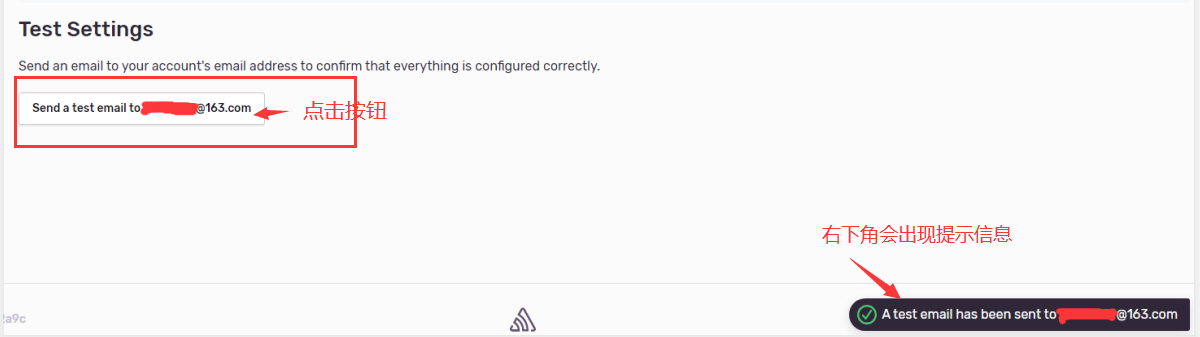 Test Settings
Send an email to your account's email address to confirm that everything is configured correctly.
Send a test email to @163.com
点击按钮
右下角会出现提示信息
2a9c
A test email has been sent to @163.com